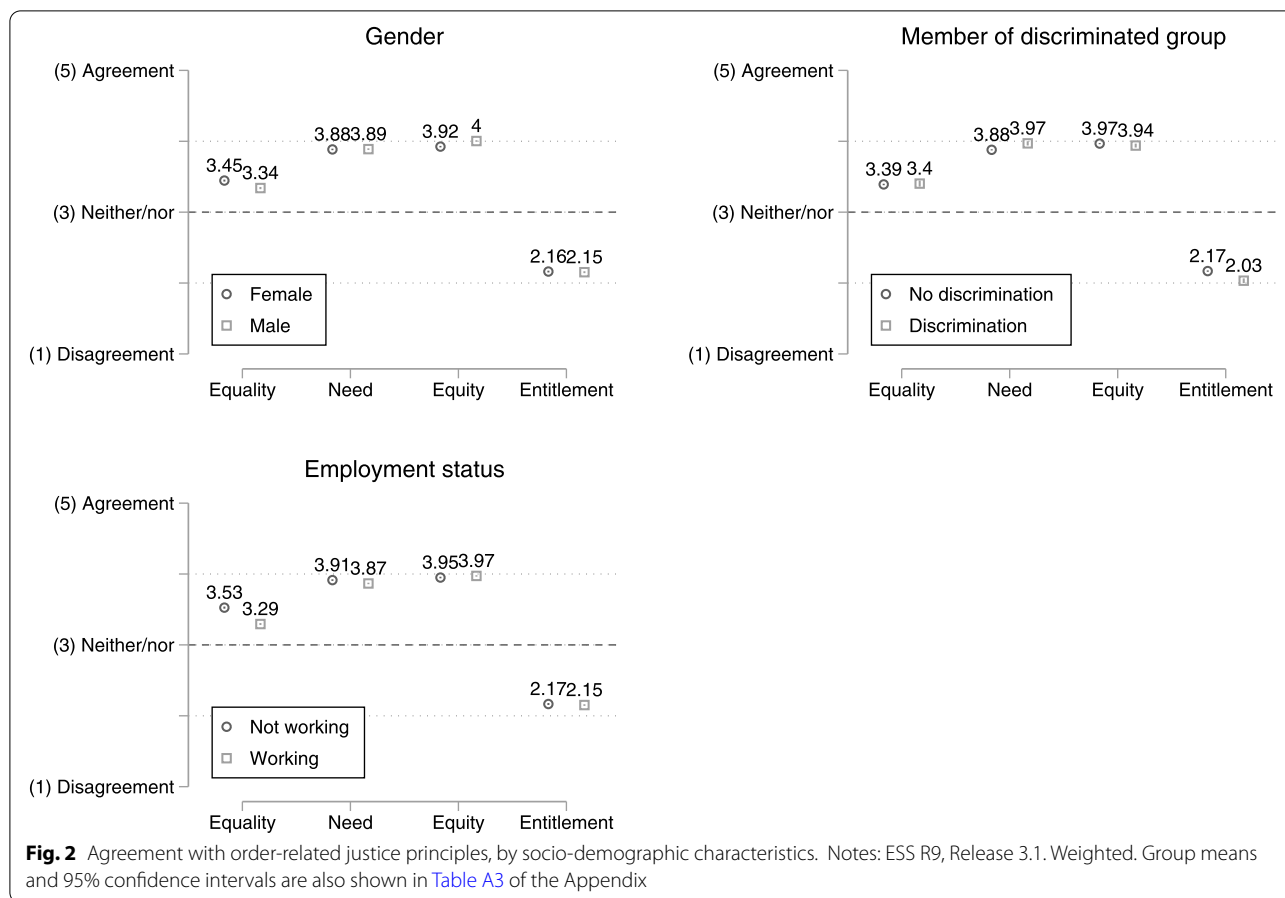 Gender
(5) Agreement
3.45 3.34 3.88 3.89 3.92 4
(3) Neither/nor
2.16 2.15
Female
Male
(1) Disagreement
Equality Need Equity Entitlement
Member of discriminated group
(5) Agreement
3.39 3.4 3.88 3.97 3.97 3.94
(3) Neither/nor
2.17 2.03
No discrimination
Discrimination
(1) Disagreement
Equality Need Equity Entitlement
Employment status
(5) Agreement
3.53 3.29 3.91 3.87 3.95 3.97
(3) Neither/nor
2.17 2.15
Not working
Working
(1) Disagreement
Equality Need Equity Entitlement
Fig. 2 Agreement with order-related justice principles, by socio-demographic characteristics. Notes: ESS R9, Release 3.1. Weighted. Group means
and 95% confidence intervals are also shown in Table A3 of the Appendix